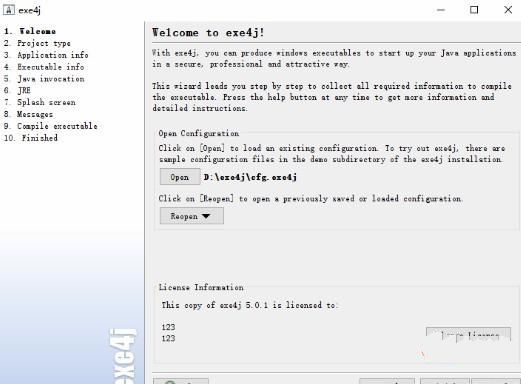 exe4j
1. Welcome
2. Project type
3. Application info
4. Executable info
5. Java invocation
6. JRE
7. Splash screen
8. Messages
9. Compile executable
10. Finished
exe4j
Welcome to exe4j!
With exe4j, you can produce windows executables to start up your Java applications
in a secure, professional and attractive way.
This wizard leads you step by step to collect all required information to compile
the executable. Press the help button at any time to get more information and
detailed instructions.
Open Configuration
Click on [Open] to load an existing configuration. To try out exe4j, there are
sample configuration files in the demo subdirectory of the exe4j installation.
Open D:\exe4j\cfg.exe4j
Click on [Reopen] to open a previously saved or loaded configuration.
Reopen
License Information
This copy of exe4j 5.0.1 is licensed to:
123
123
License